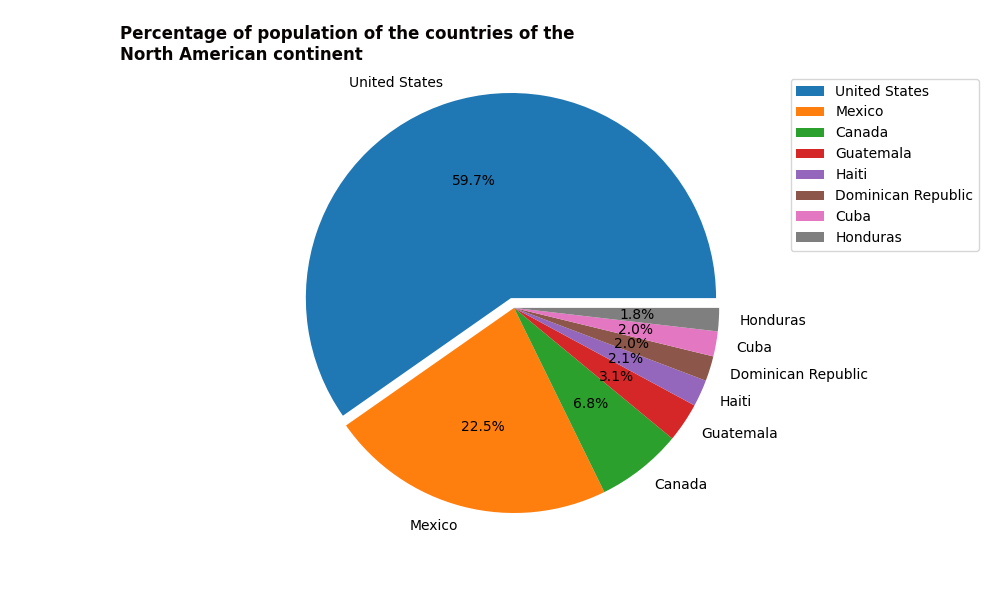 Percentage of population of the countries of the
North American continent
United States
Mexico
Canada
Guatemala
Haiti
Dominican Republic
Cuba
Honduras
United States
59.7%
Mexico
22.5%
Canada
6.8%
Guatemala
3.1%
Haiti
2.1%
Dominican Republic
2.0%
Cuba
2.0%
Honduras
1.8%